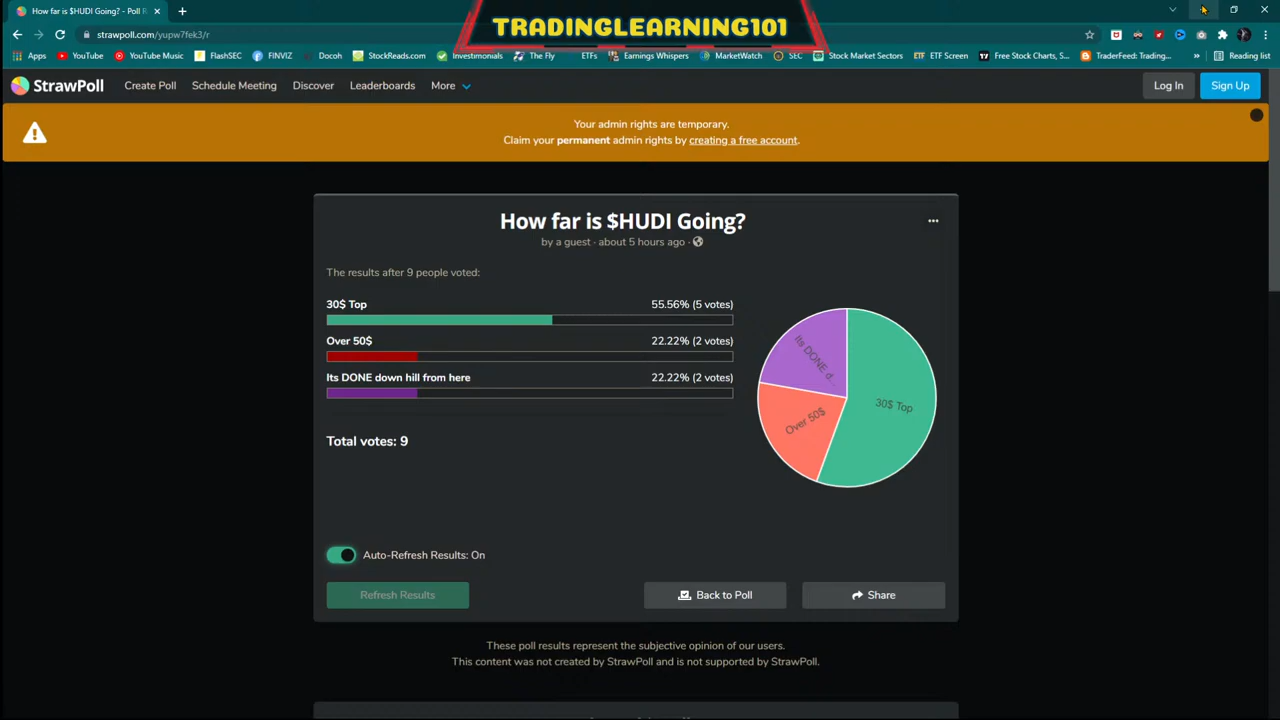 How far is $HUDI Going? - Poll R
TRADINGLEARNING101
strawpoll.com/yupw7fek3/r
Apps YouTube YouTube Music FlashSEC FINVIZ Docoh StockReads.com Investmonials The Fly ETFs Earnings Whispers MarketWatch SEC Stock Market Sectors ETF Screen Free Stock Charts, S... TraderFeed: Trading... » Reading list
StrawPoll Create Poll Schedule Meeting Discover Leaderboards More Log In Sign Up
Your admin rights are temporary.
Claim your permanent admin rights by creating a free account.
How far is $HUDI Going?
by a guest · about 5 hours ago ·
The results after 9 people voted:
30$ Top 55.56% (5 votes)
Over 50$ 22.22% (2 votes)
Its DONE down hill from here 22.22% (2 votes)
Total votes: 9
Its DONE d...
30$ Top
Over 50$
Auto-Refresh Results: On
Refresh Results Back to Poll Share
These poll results represent the subjective opinion of our users.
This content was not created by StrawPoll and is not supported by StrawPoll.